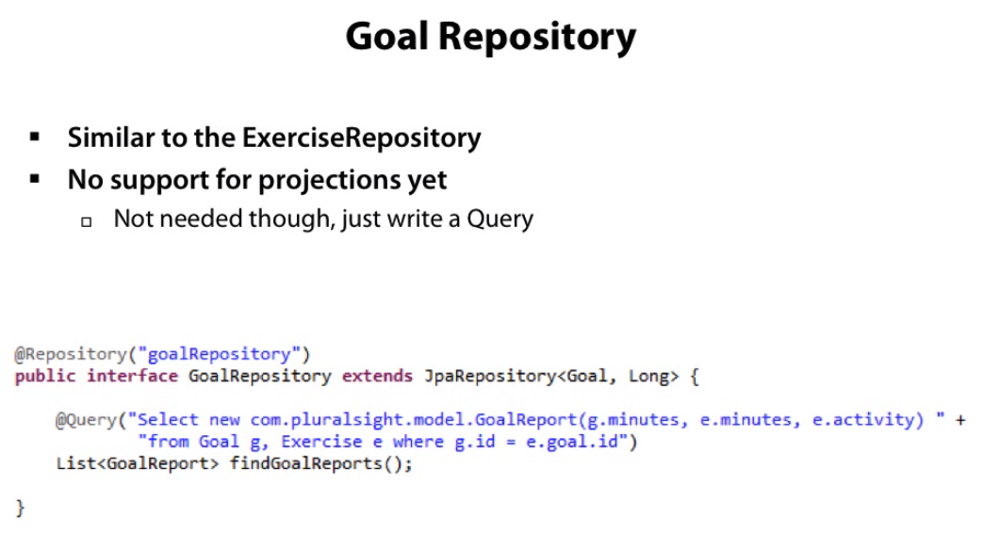 Goal Repository
Similar to the ExerciseRepository
No support for projections yet
Not needed though, just write a Query
@Repository("goalRepository")
public interface GoalRepository extends JpaRepository<Goal, Long> {
@Query("Select new com.pluralsight.model.GoalReport(g.minutes, e.minutes, e.activity) " +
"from Goal g, Exercise e where g.id = e.goal.id")
List<GoalReport> findGoalReports();
}